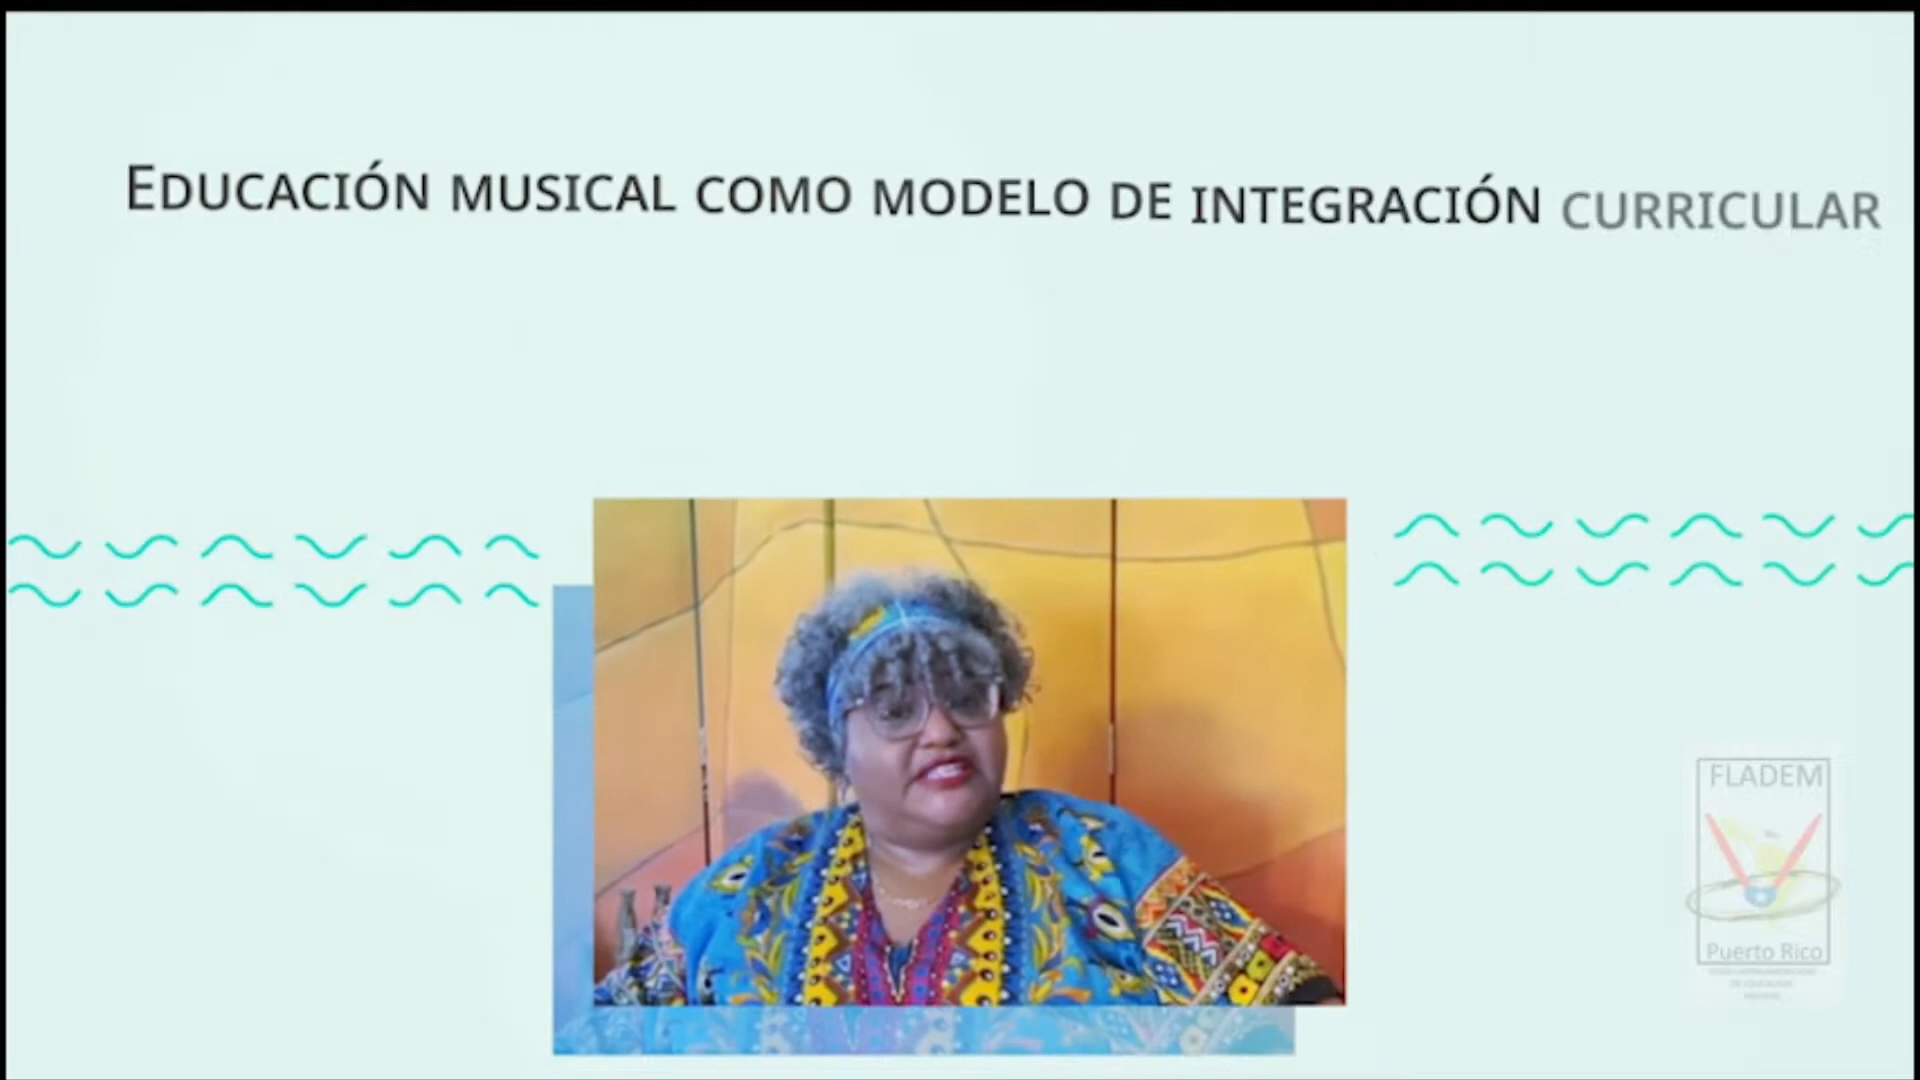 Educación musical como modelo de integración curricular
FLADEM
Puerto Rico